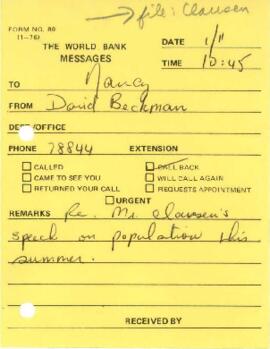 → file: Clausen
FORM NO. 89
(1-76)
THE WORLD BANK
MESSAGES
DATE 1/11
TIME 10:45
TO Nancy
FROM David Beckman
DEPT/OFFICE
PHONE 78844 EXTENSION
☐ CALLED ☐ CALL BACK
☐ CAME TO SEE YOU ☐ WILL CALL AGAIN
☐ RETURNED YOUR CALL ☐ REQUESTS APPOINTMENT
☐ URGENT
REMARKS Re. Mr. Clausen's
speech on population this
summer.
RECEIVED BY